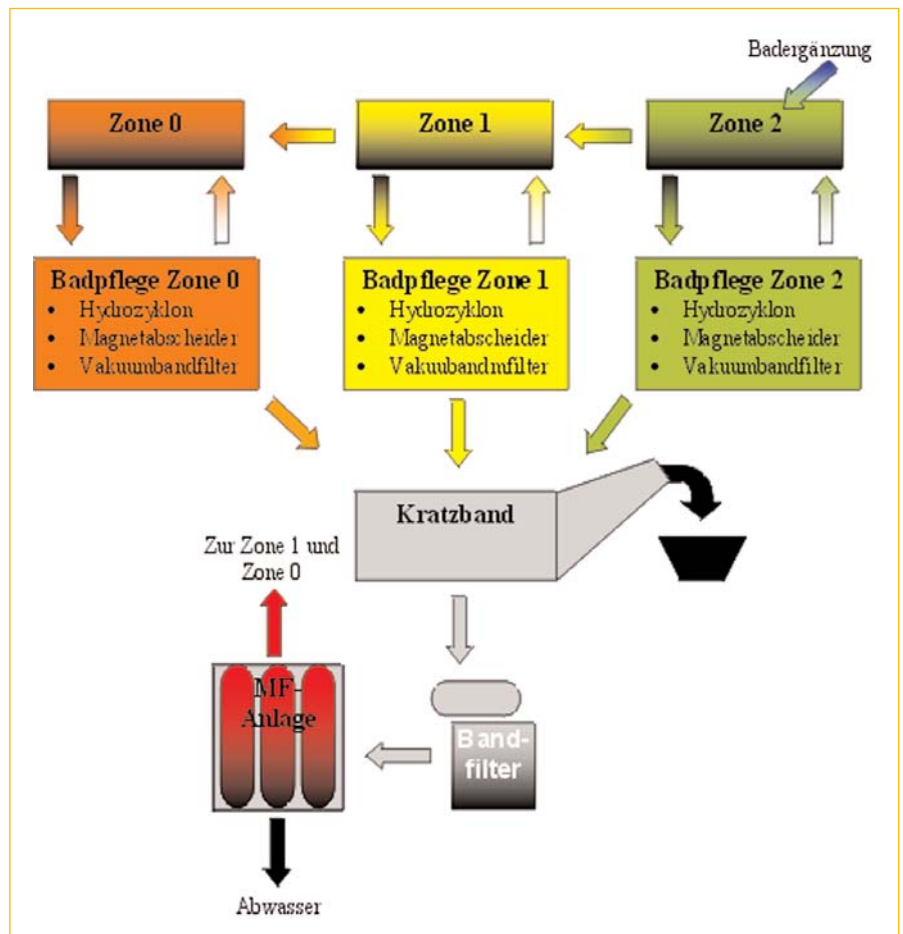 Badergänzung
Zone 0
Zone 1
Zone 2
Badpflege Zone 0
• Hydrozyklon
• Magnetabscheider
• Vakuumbandfilter
Badpflege Zone 1
• Hydrozyklon
• Magnetabscheider
• Vakuubandmfilter
Badpflege Zone 2
• Hydrozyklon
• Magnetabscheider
• Vakuumbandfilter
Kratzband
Zur Zone 1 und
Zone 0
MF-
Anlage
Band-
filter
Abwasser